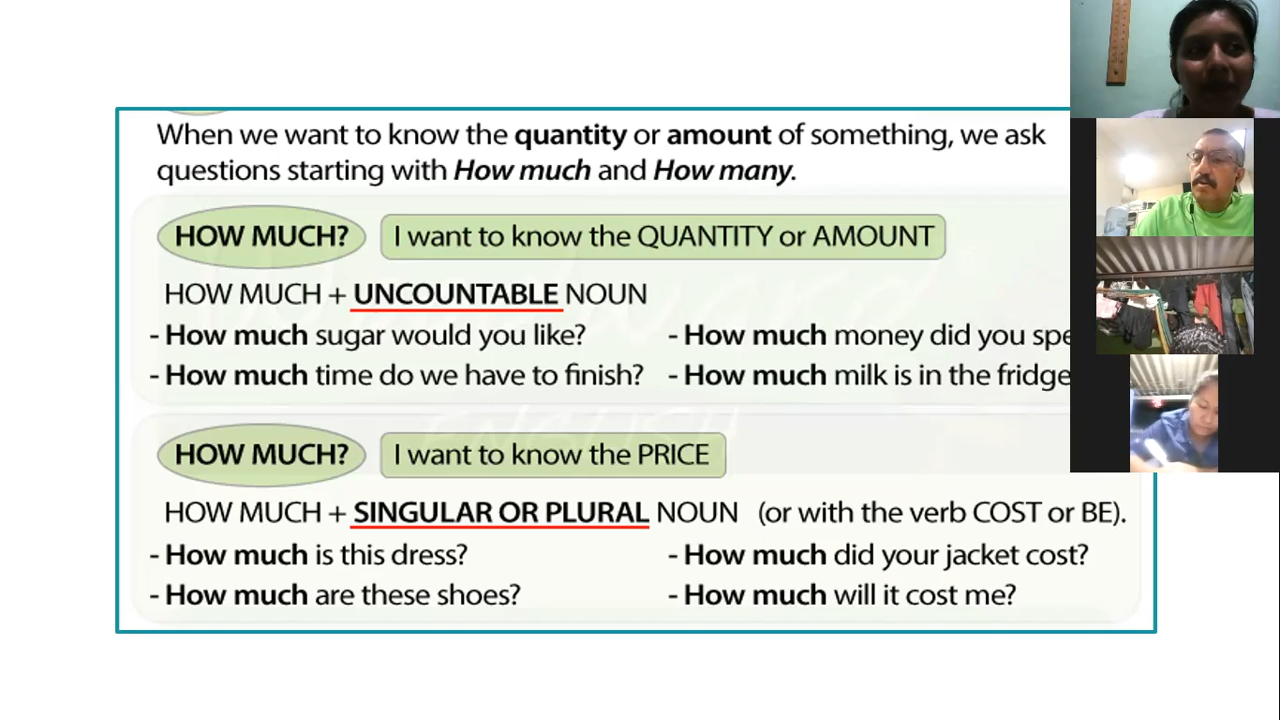 When we want to know the quantity or amount of something, we ask
questions starting with How much and How many.
HOW MUCH? I want to know the QUANTITY or AMOUNT
HOW MUCH + UNCOUNTABLE NOUN
- How much sugar would you like? - How much money did you spe
- How much time do we have to finish? - How much milk is in the fridge
HOW MUCH? I want to know the PRICE
HOW MUCH + SINGULAR OR PLURAL NOUN (or with the verb COST or BE).
- How much is this dress? - How much did your jacket cost?
- How much are these shoes? - How much will it cost me?